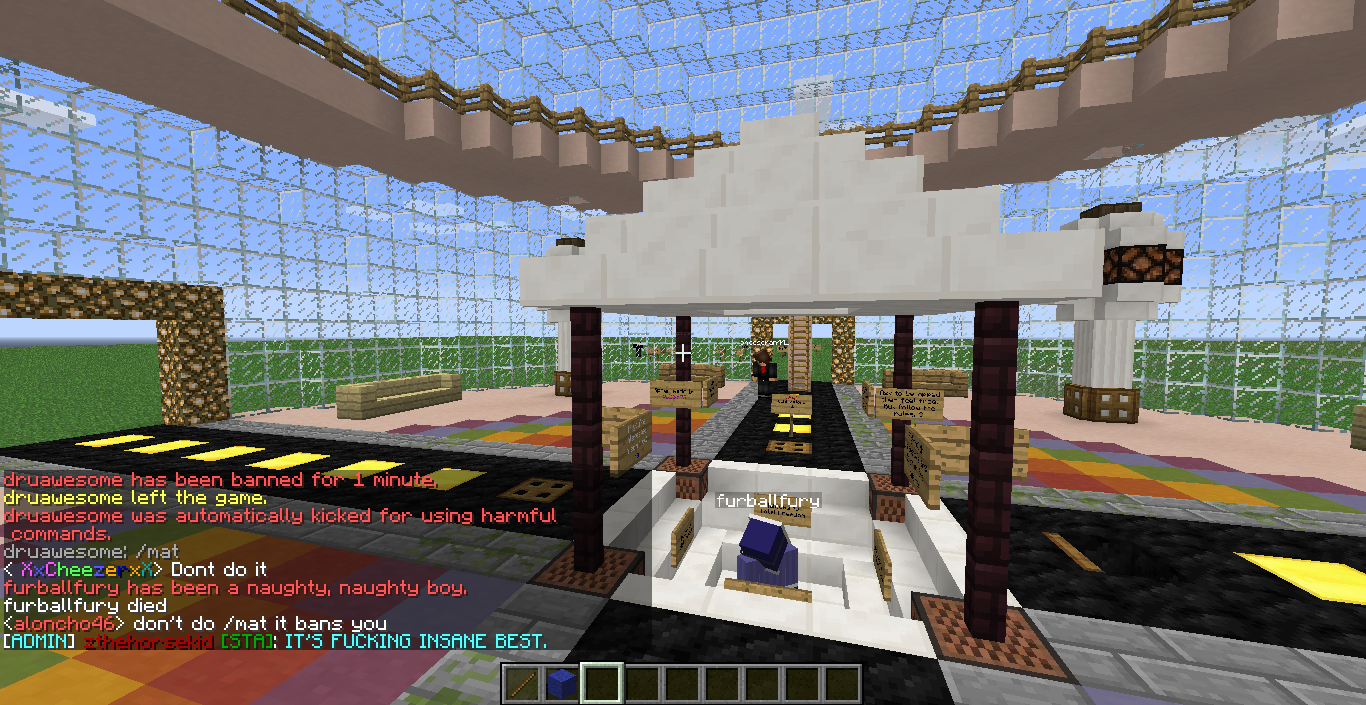 furballfury
druawesome has been banned for 1 minute.
druawesome left the game.
druawesome was automatically kicked for using harmful
commands.
druawesome: /mat
< XxCheezerxX> Dont do it
furballfury has been a naughty, naughty boy.
furballfury died
<aloncho46> don't do /mat it bans you
[ADMIN] zthehorsekid [STA]: IT'S FUCKING INSANE BEST.